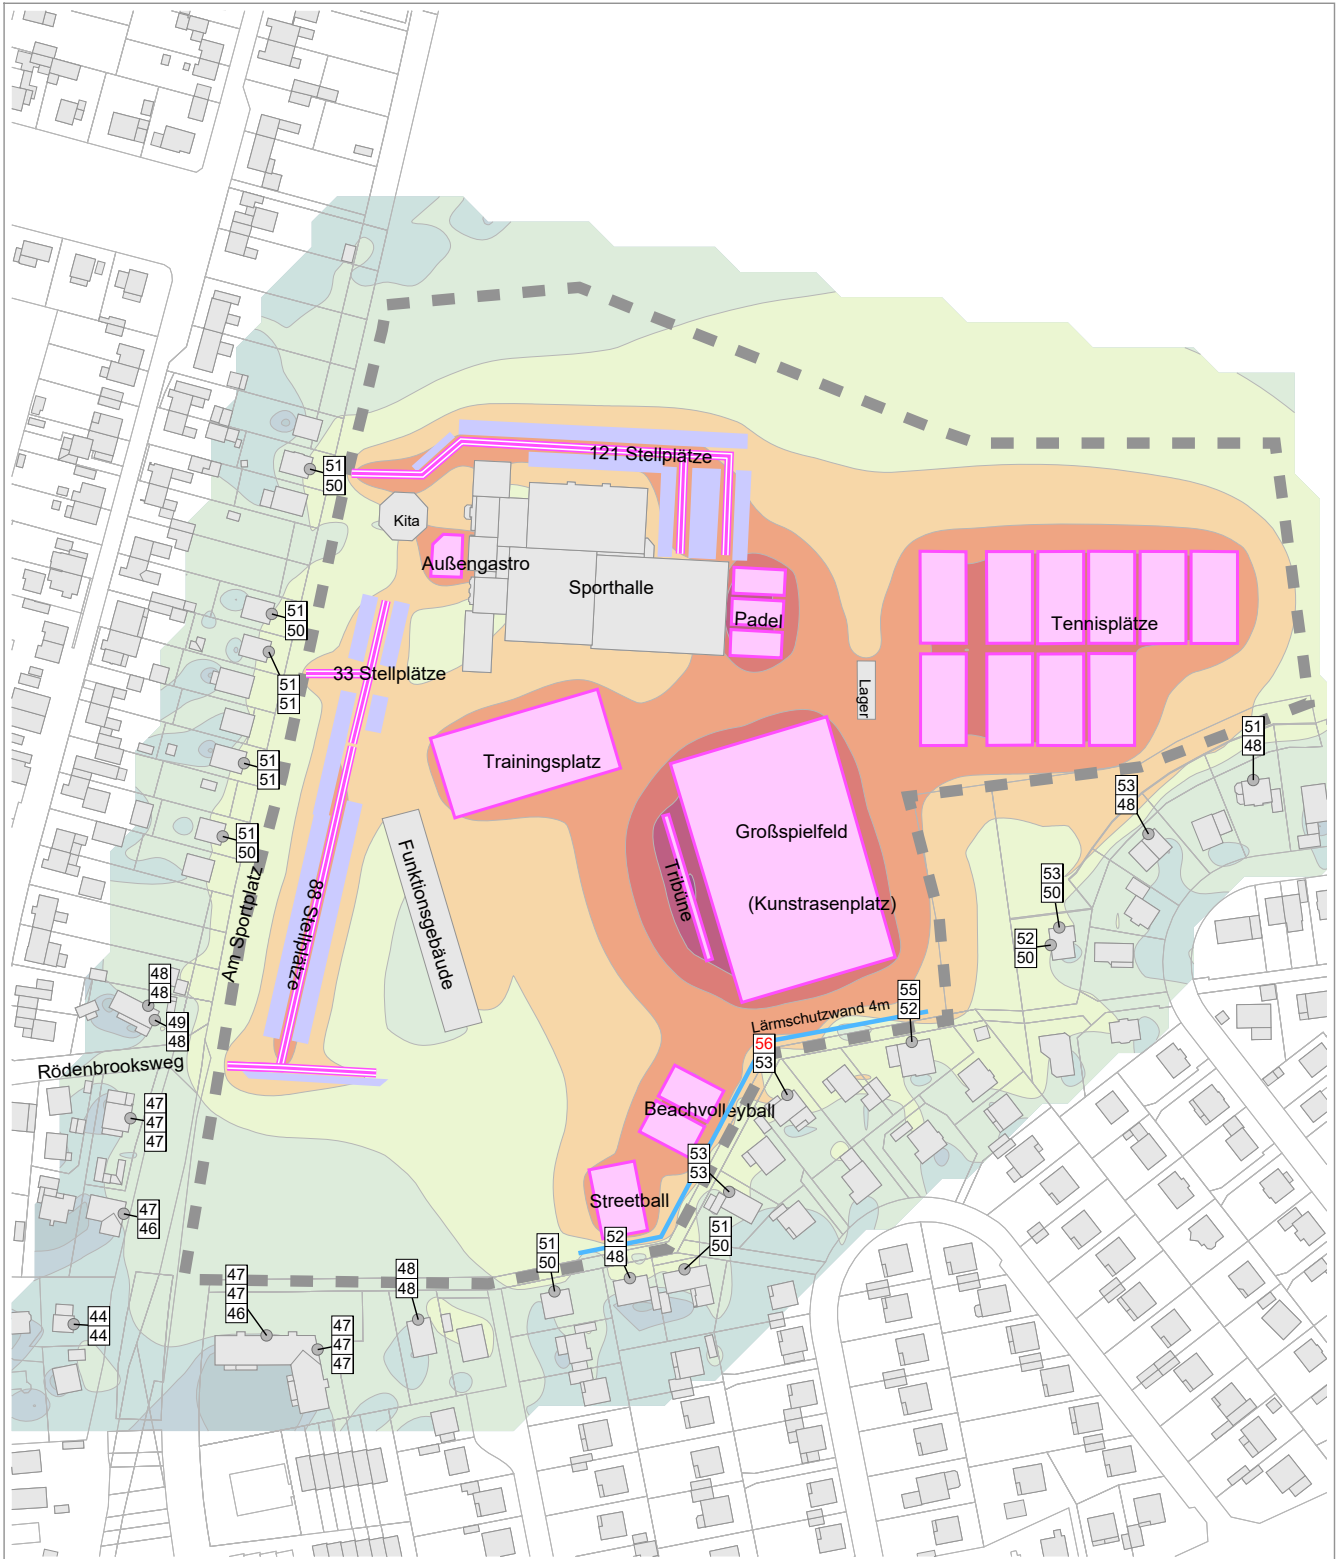 121 Stellplätze
51
50
Kita
Außengastro
Sporthalle
Padel
Tennisplätze
51
50
33 Stellplätze
51
51
Lager
51
48
Trainingsplatz
51
51
53
48
Großspielfeld
51
50
Funktionsgebäude
Tribüne
(Kunstrasenplatz)
53
50
88 Stellplätze
Am Sportplatz
52
50
48
48
55
52
49
48
Lärmschutzwand 4m
56
53
Rödenbrooksweg
47
47
47
Beachvolleyball
53
53
47
46
Streetball
52
48
51
50
51
50
47
47
46
48
48
44
44
47
47
47